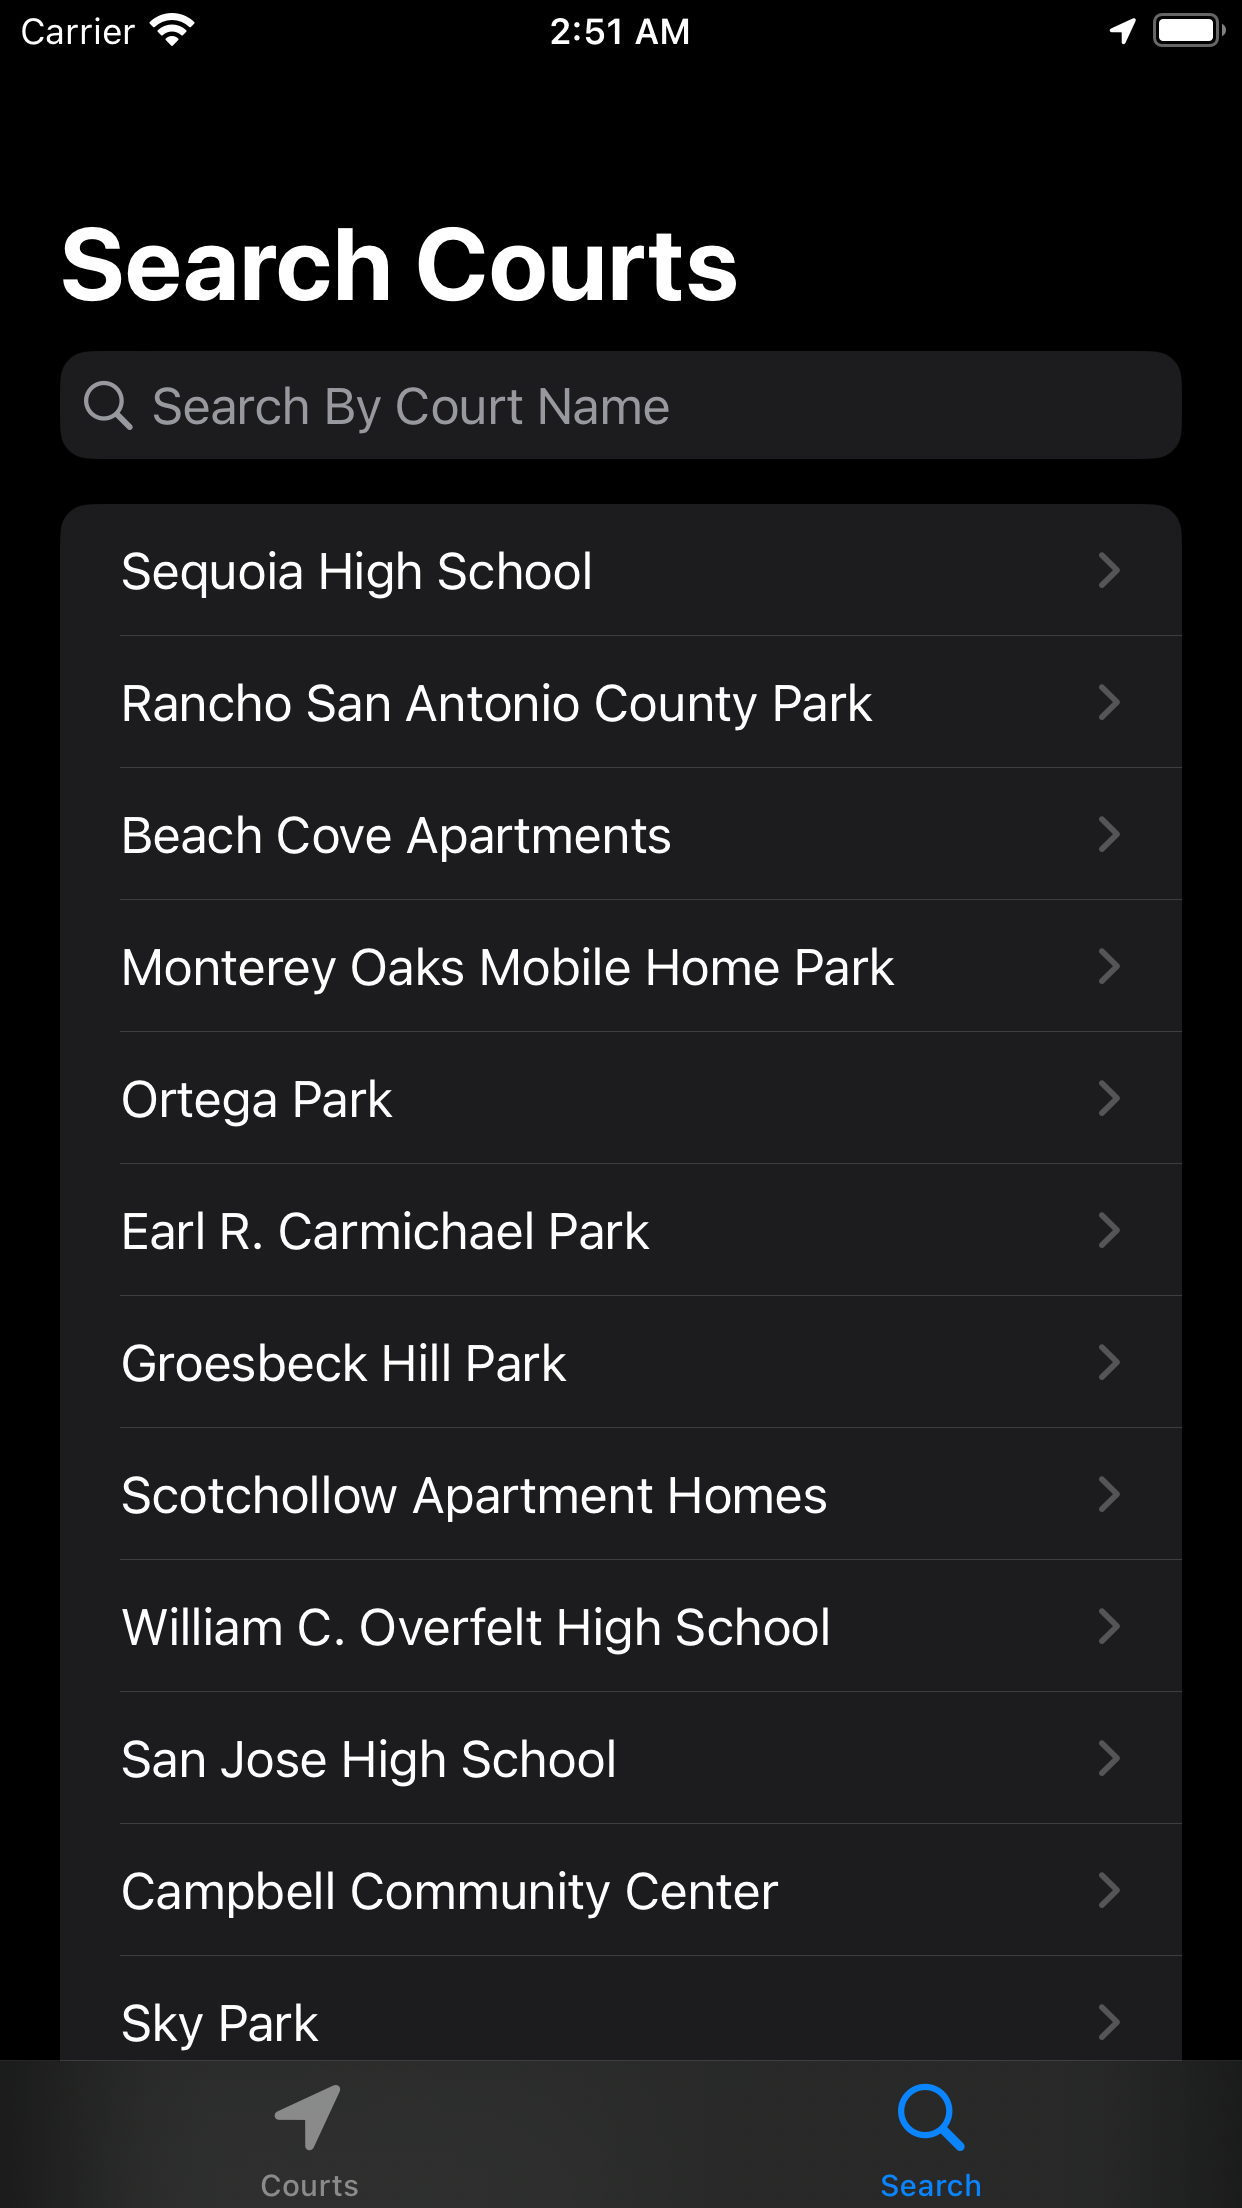 Carrier 2:51 AM
Search Courts
Search By Court Name
Sequoia High School
Rancho San Antonio County Park
Beach Cove Apartments
Monterey Oaks Mobile Home Park
Ortega Park
Earl R. Carmichael Park
Groesbeck Hill Park
Scotchollow Apartment Homes
William C. Overfelt High School
San Jose High School
Campbell Community Center
Sky Park
Courts Search